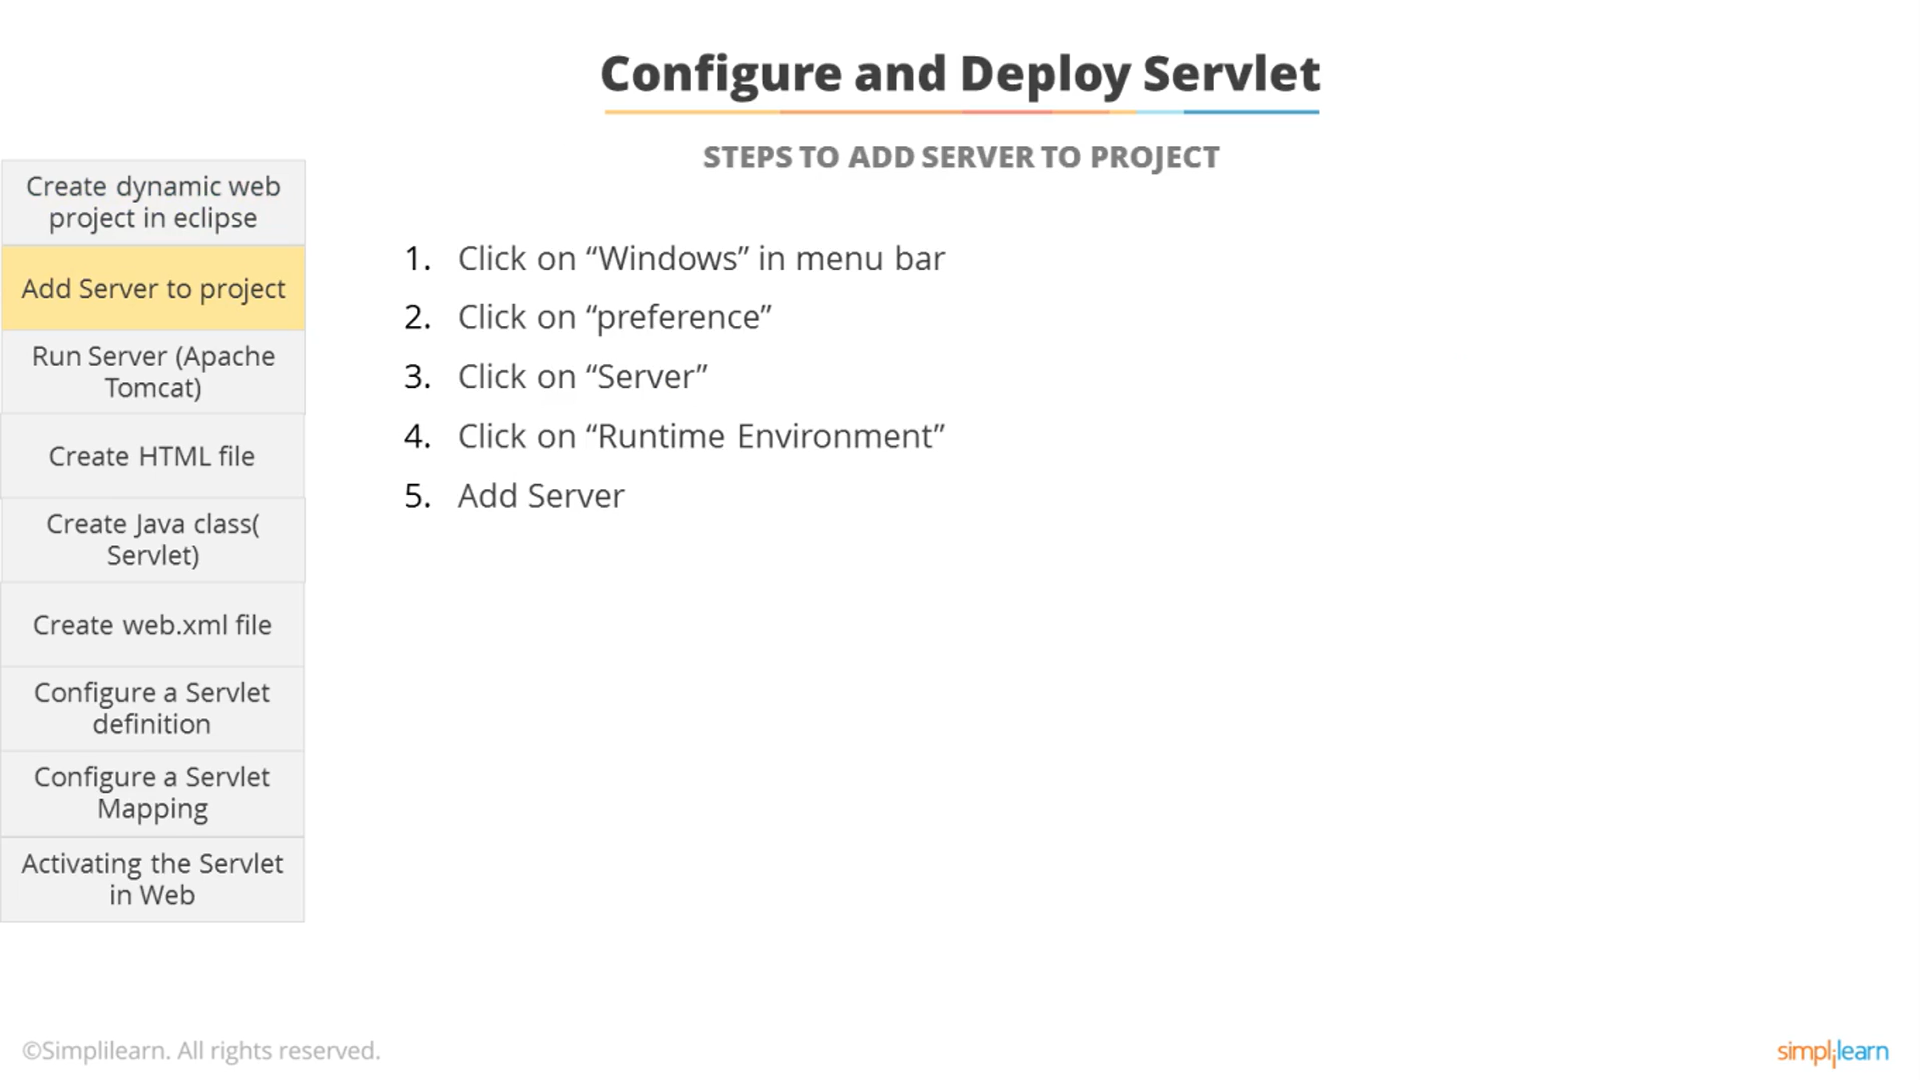 Configure and Deploy Servlet
STEPS TO ADD SERVER TO PROJECT
Create dynamic web
project in eclipse
Add Server to project
Run Server (Apache
Tomcat)
Create HTML file
Create Java class(
Servlet)
Create web.xml file
Configure a Servlet
definition
Configure a Servlet
Mapping
Activating the Servlet
in Web
1. Click on “Windows” in menu bar
2. Click on “preference”
3. Click on “Server”
4. Click on “Runtime Environment”
5. Add Server
©Simplilearn. All rights reserved.
simplilearn